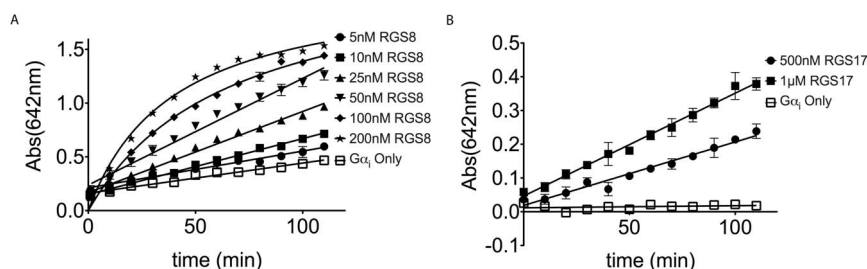 A
Abs(642nm)
1.5
1.0
0.5
0.0
0
50
100
time (min)
5nM RGS8
10nM RGS8
25nM RGS8
50nM RGS8
100nM RGS8
200nM RGS8
Gαi Only
B
Abs(642nm)
0.5
0.4
0.3
0.2
0.1
0.0
-0.1
50
100
time (min)
500nM RGS17
1µM RGS17
Gαi Only